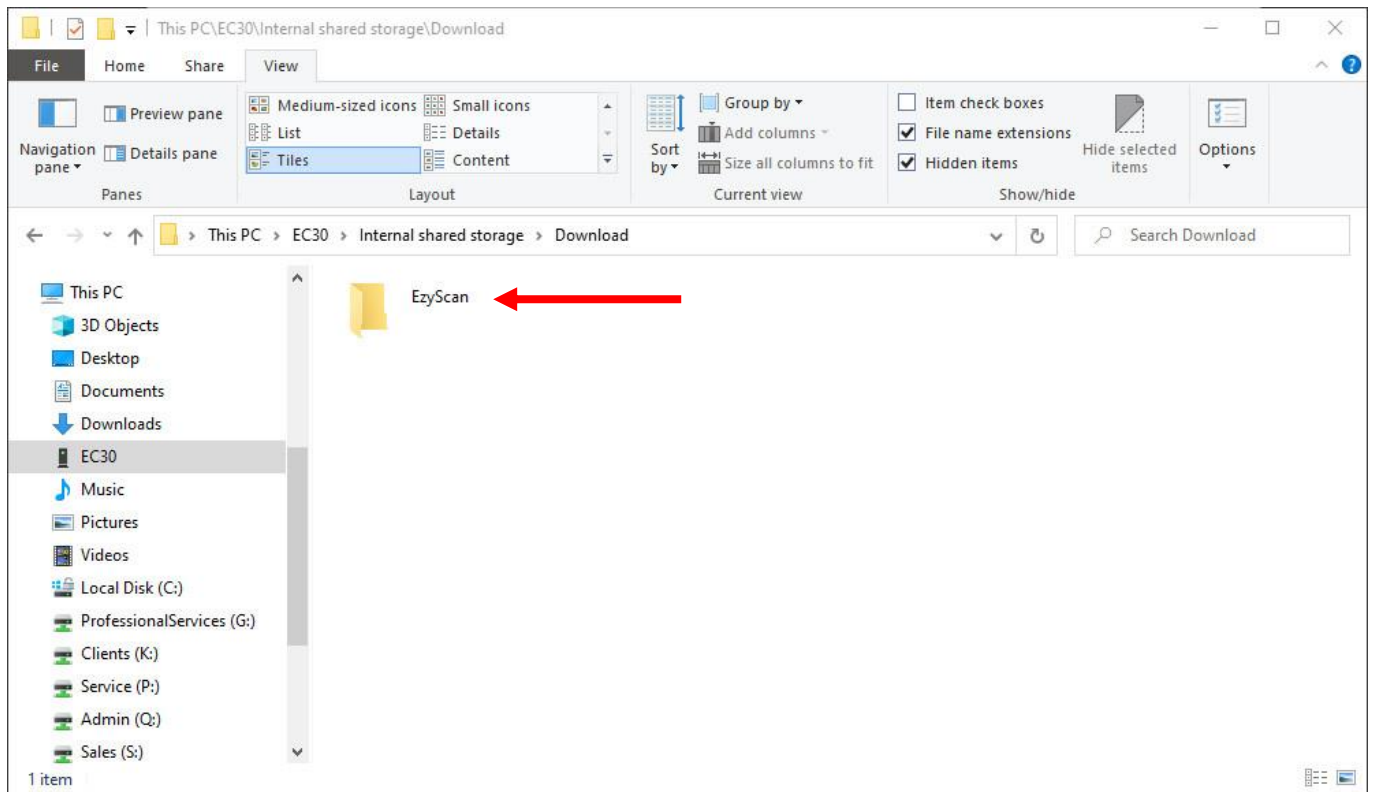 This PC\EC30\Internal shared storage\Download
File Home Share View
Preview pane
Details pane
Navigation pane
Panes
Medium-sized icons Small icons
List Details
Tiles Content
Layout
Sort by
Group by
Add columns
Size all columns to fit
Current view
Item check boxes
File name extensions
Hidden items
Hide selected items
Show/hide
Options
This PC > EC30 > Internal shared storage > Download
Search Download
This PC
3D Objects
Desktop
Documents
Downloads
EC30
Music
Pictures
Videos
Local Disk (C:)
ProfessionalServices (G:)
Clients (K:)
Service (P:)
Admin (Q:)
Sales (S:)
EzyScan
1 item